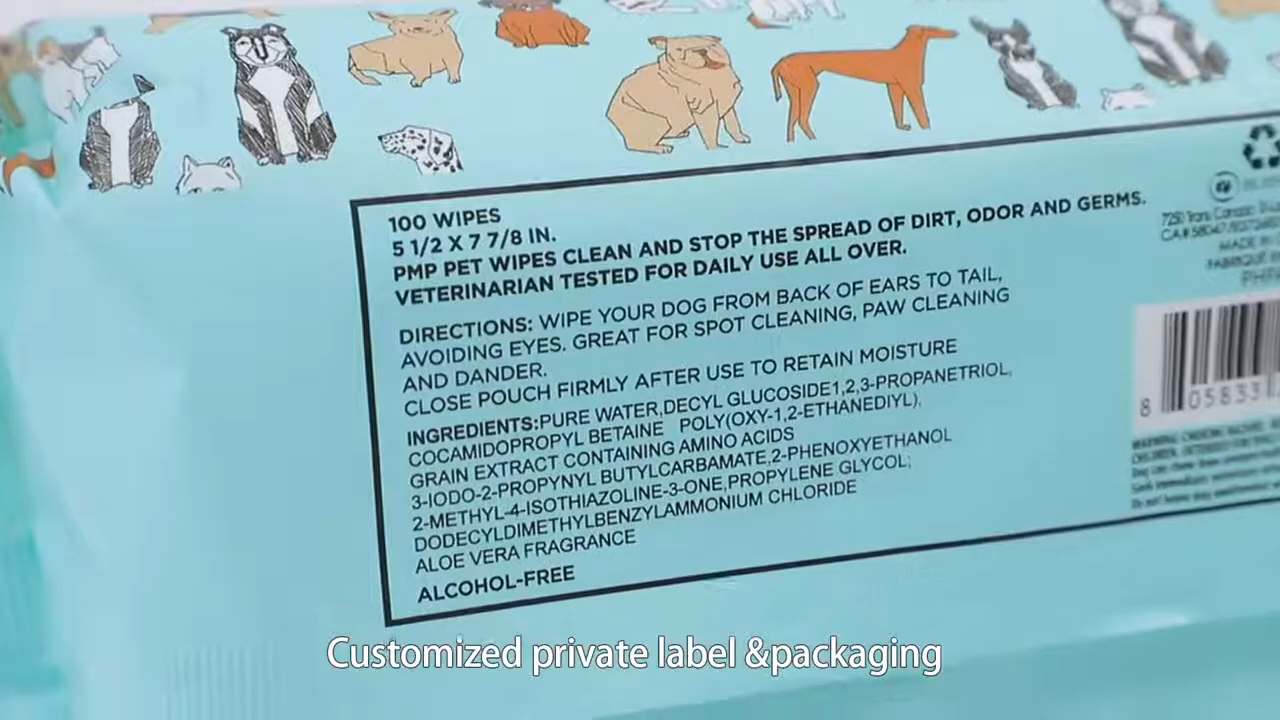 100 WIPES
5 1/2 X 7 7/8 IN.
PMP PET WIPES CLEAN AND STOP THE SPREAD OF DIRT, ODOR AND GERMS.
VETERINARIAN TESTED FOR DAILY USE ALL OVER.
DIRECTIONS: WIPE YOUR DOG FROM BACK OF EARS TO TAIL,
AVOIDING EYES. GREAT FOR SPOT CLEANING, PAW CLEANING
AND DANDER.
CLOSE POUCH FIRMLY AFTER USE TO RETAIN MOISTURE
INGREDIENTS:PURE WATER,DECYL GLUCOSIDE1,2,3-PROPANETRIOL,
COCAMIDOPROPYL BETAINE POLY(OXY-1,2-ETHANEDIYL),
GRAIN EXTRACT CONTAINING AMINO ACIDS
3-IODO-2-PROPYNYL BUTYLCARBAMATE,2-PHENOXYETHANOL
2-METHYL-4-ISOTHIAZOLINE-3-ONE,PROPYLENE GLYCOL;
DODECYLDIMETHYLBENZYLAMMONIUM CHLORIDE
ALOE VERA FRAGRANCE
ALCOHOL-FREE
MADE IN
8 05833
Customized private label &packaging